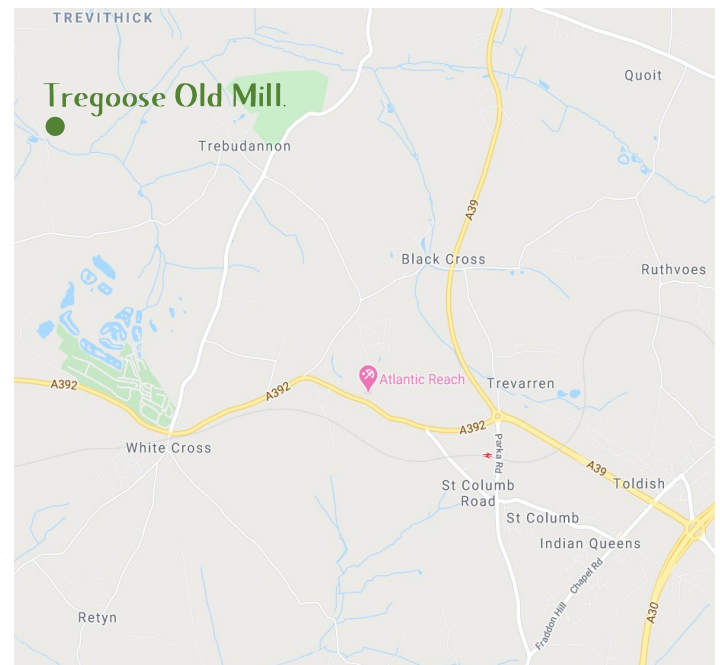 TREVITHICK
Quoit
Tregoose Old Mill.
Trebudannon
A39
Black Cross
Ruthvoes
Atlantic Reach
Trevarren
A392
A392
A392
White Cross
Parka Rd
A39
St Columb
Road
Toldish
St Columb
Indian Queens
Chapel Rd
Fraddon Hill
A30
Retyn